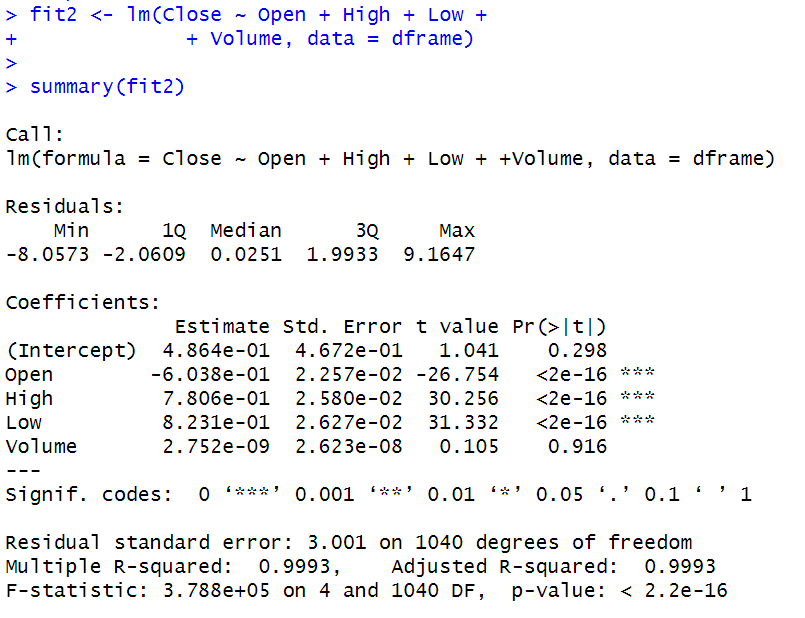 > fit2 <- lm(Close ~ Open + High + Low +
+              + Volume, data = dframe)
>
> summary(fit2)
Call:
lm(formula = Close ~ Open + High + Low + +Volume, data = dframe)
Residuals:
    Min      1Q  Median      3Q     Max
-8.0573 -2.0609  0.0251  1.9933  9.1647
Coefficients:
              Estimate Std. Error t value Pr(>|t|)
(Intercept)  4.864e-01  4.672e-01   1.041    0.298
Open        -6.038e-01  2.257e-02 -26.754   <2e-16 ***
High         7.806e-01  2.580e-02  30.256   <2e-16 ***
Low          8.231e-01  2.627e-02  31.332   <2e-16 ***
Volume       2.752e-09  2.623e-08   0.105    0.916
---
Signif. codes:  0 ‘***’ 0.001 ‘**’ 0.01 ‘*’ 0.05 ‘.’ 0.1 ‘ ’ 1
Residual standard error: 3.001 on 1040 degrees of freedom
Multiple R-squared:  0.9993,	Adjusted R-squared:  0.9993
F-statistic: 3.788e+05 on 4 and 1040 DF,  p-value: < 2.2e-16